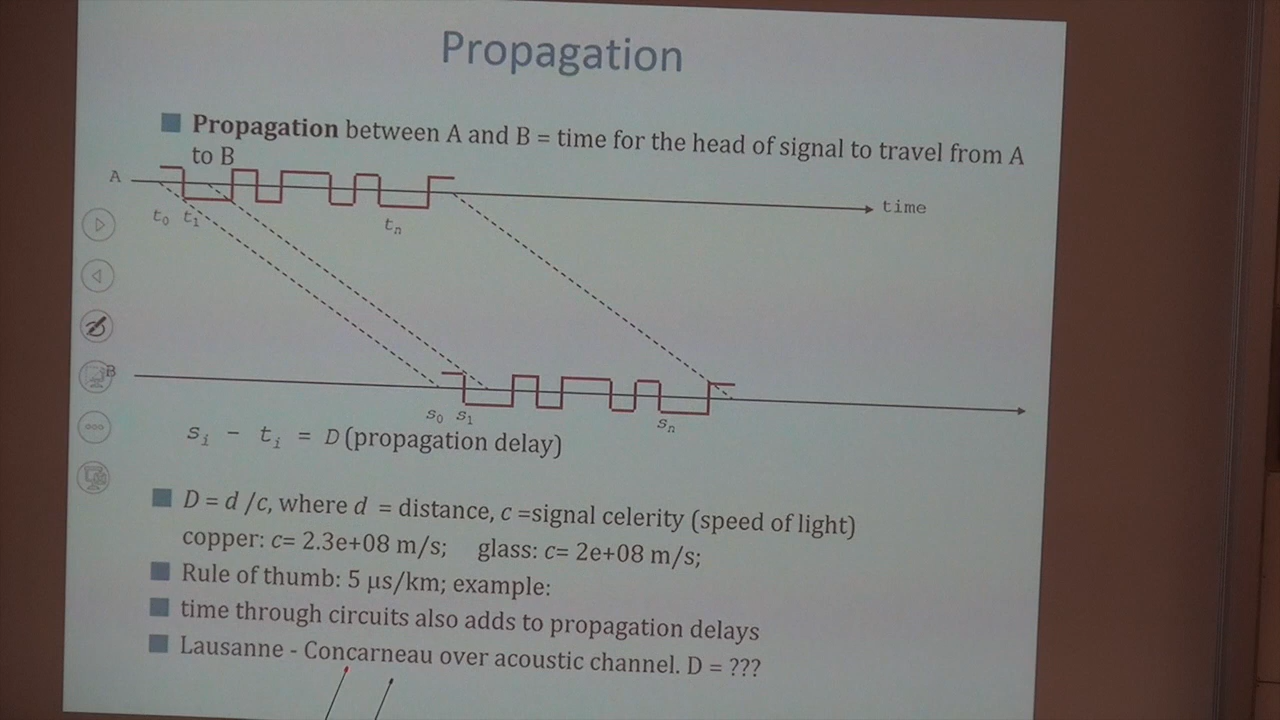 Propagation
Propagation between A and B = time for the head of signal to travel from A
to B
A
time
t0 t1
tn
B
s0 s1
sn
si - ti = D (propagation delay)
D = d /c, where d = distance, c =signal celerity (speed of light)
copper: c= 2.3e+08 m/s; glass: c= 2e+08 m/s;
Rule of thumb: 5 μs/km; example:
time through circuits also adds to propagation delays
Lausanne - Concarneau over acoustic channel. D = ???